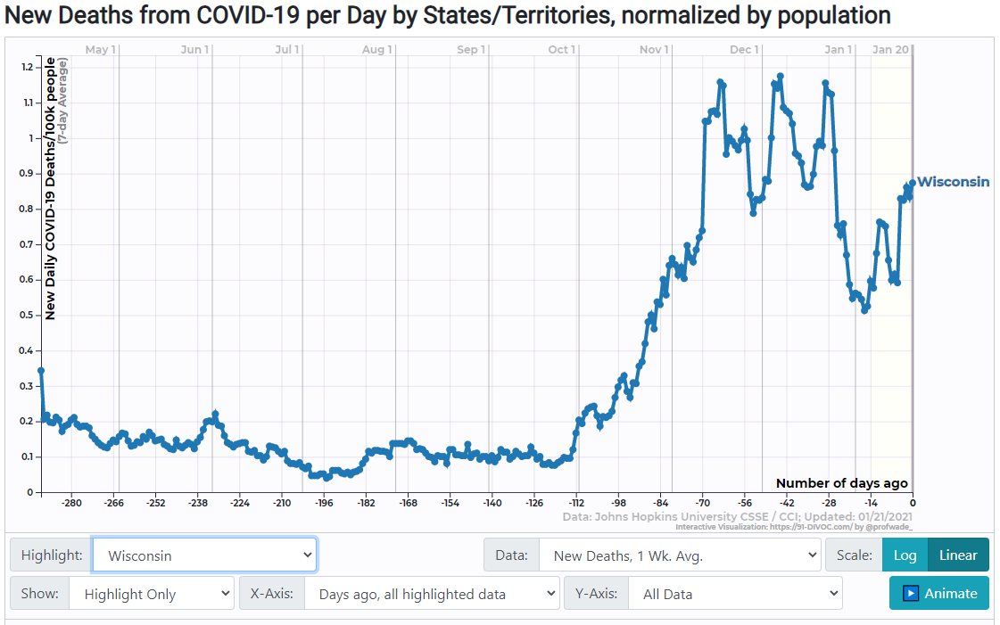 New Deaths from COVID-19 per Day by States/Territories, normalized by population
May 1 Jun 1 Jul 1 Aug 1 Sep 1 Oct 1 Nov 1 Dec 1 Jan 1 Jan 20
New Daily COVID-19 Deaths/100k people
(7-day Average)
1.2
1.1
1
0.9
0.8
0.7
0.6
0.5
0.4
0.3
0.2
0.1
0
Wisconsin
Number of days ago
-280 -266 -252 -238 -224 -210 -196 -182 -168 -154 -140 -126 -112 -98 -84 -70 -56 -42 -28 -14 0
Data: Johns Hopkins University CSSE / CCI; Updated: 01/21/2021
Interactive Visualization: https://91-DIVOC.com/ by @profwade_
Highlight: Wisconsin Data: New Deaths, 1 Wk. Avg. Scale: Log Linear
Show: Highlight Only X-Axis: Days ago, all highlighted data Y-Axis: All Data Animate